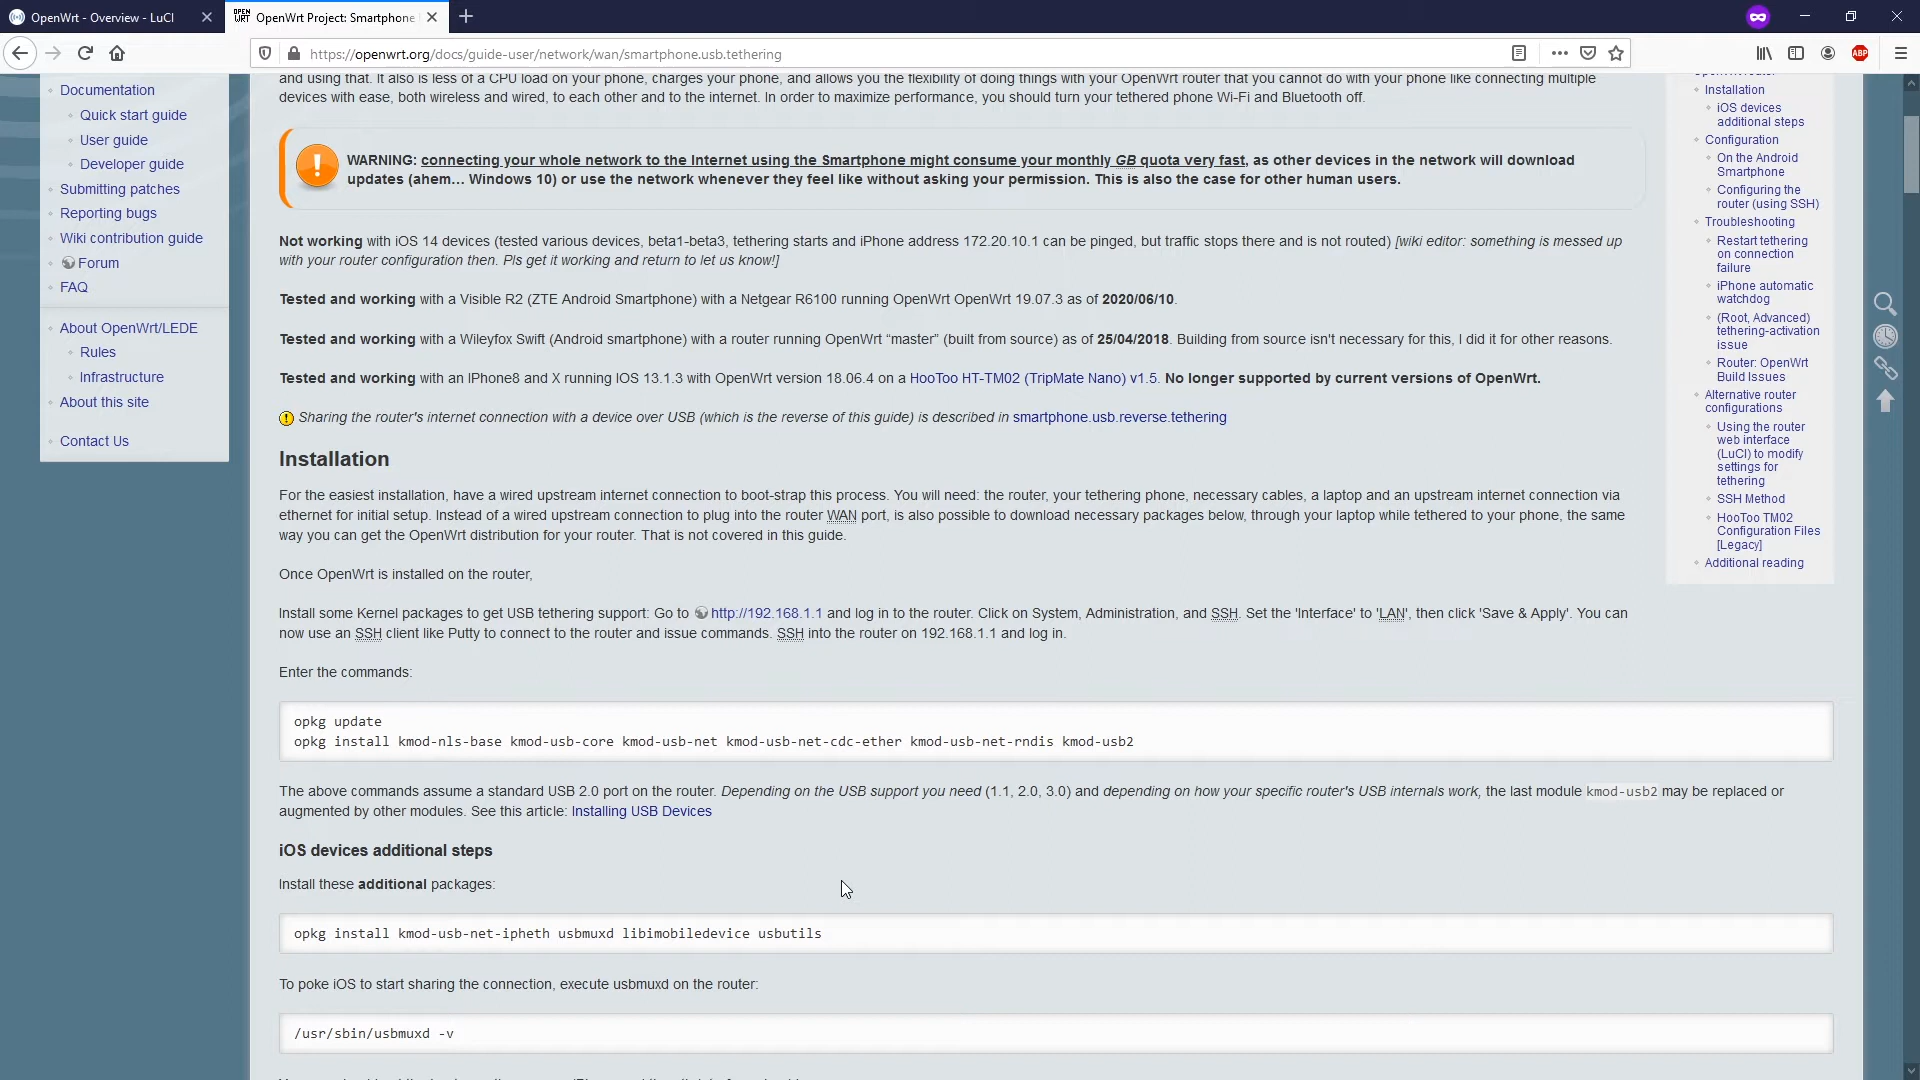 OpenWrt - Overview - LuCI
OPEN WRT OpenWrt Project: Smartphone
https://openwrt.org/docs/guide-user/network/wan/smartphone.usb.tethering
ABP
Documentation
Quick start guide
User guide
Developer guide
Submitting patches
Reporting bugs
Wiki contribution guide
Forum
FAQ
About OpenWrt/LEDE
Rules
Infrastructure
About this site
Contact Us
and using that. It also is less of a CPU load on your phone, charges your phone, and allows you the flexibility of doing things with your OpenWrt router that you cannot do with your phone like connecting multiple
devices with ease, both wireless and wired, to each other and to the internet. In order to maximize performance, you should turn your tethered phone Wi-Fi and Bluetooth off.
WARNING: connecting your whole network to the Internet using the Smartphone might consume your monthly GB quota very fast, as other devices in the network will download
updates (ahem… Windows 10) or use the network whenever they feel like without asking your permission. This is also the case for other human users.
Not working with iOS 14 devices (tested various devices, beta1-beta3, tethering starts and iPhone address 172.20.10.1 can be pinged, but traffic stops there and is not routed) [wiki editor: something is messed up
with your router configuration then. Pls get it working and return to let us know!]
Tested and working with a Visible R2 (ZTE Android Smartphone) with a Netgear R6100 running OpenWrt OpenWrt 19.07.3 as of 2020/06/10.
Tested and working with a Wileyfox Swift (Android smartphone) with a router running OpenWrt “master” (built from source) as of 25/04/2018. Building from source isn't necessary for this, I did it for other reasons.
Tested and working with an IPhone8 and X running IOS 13.1.3 with OpenWrt version 18.06.4 on a HooToo HT-TM02 (TripMate Nano) v1.5. No longer supported by current versions of OpenWrt.
Sharing the router's internet connection with a device over USB (which is the reverse of this guide) is described in smartphone.usb.reverse.tethering
Installation
For the easiest installation, have a wired upstream internet connection to boot-strap this process. You will need: the router, your tethering phone, necessary cables, a laptop and an upstream internet connection via
ethernet for initial setup. Instead of a wired upstream connection to plug into the router WAN port, is also possible to download necessary packages below, through your laptop while tethered to your phone, the same
way you can get the OpenWrt distribution for your router. That is not covered in this guide.
Once OpenWrt is installed on the router,
Install some Kernel packages to get USB tethering support: Go to http://192.168.1.1 and log in to the router. Click on System, Administration, and SSH. Set the 'Interface' to 'LAN', then click 'Save & Apply'. You can
now use an SSH client like Putty to connect to the router and issue commands. SSH into the router on 192.168.1.1 and log in.
Enter the commands:
opkg update
opkg install kmod-nls-base kmod-usb-core kmod-usb-net kmod-usb-net-cdc-ether kmod-usb-net-rndis kmod-usb2
The above commands assume a standard USB 2.0 port on the router. Depending on the USB support you need (1.1, 2.0, 3.0) and depending on how your specific router's USB internals work, the last module kmod-usb2 may be replaced or
augmented by other modules. See this article: Installing USB Devices
iOS devices additional steps
Install these additional packages:
opkg install kmod-usb-net-ipheth usbmuxd libimobiledevice usbutils
To poke iOS to start sharing the connection, execute usbmuxd on the router:
/usr/sbin/usbmuxd -v
Installation
iOS devices
additional steps
Configuration
On the Android
Smartphone
Configuring the
router (using SSH)
Troubleshooting
Restart tethering
on connection
failure
iPhone automatic
watchdog
(Root, Advanced)
tethering-activation
issue
Router: OpenWrt
Build Issues
Alternative router
configurations
Using the router
web interface
(LuCI) to modify
settings for
tethering
SSH Method
HooToo TM02
Configuration Files
[Legacy]
Additional reading